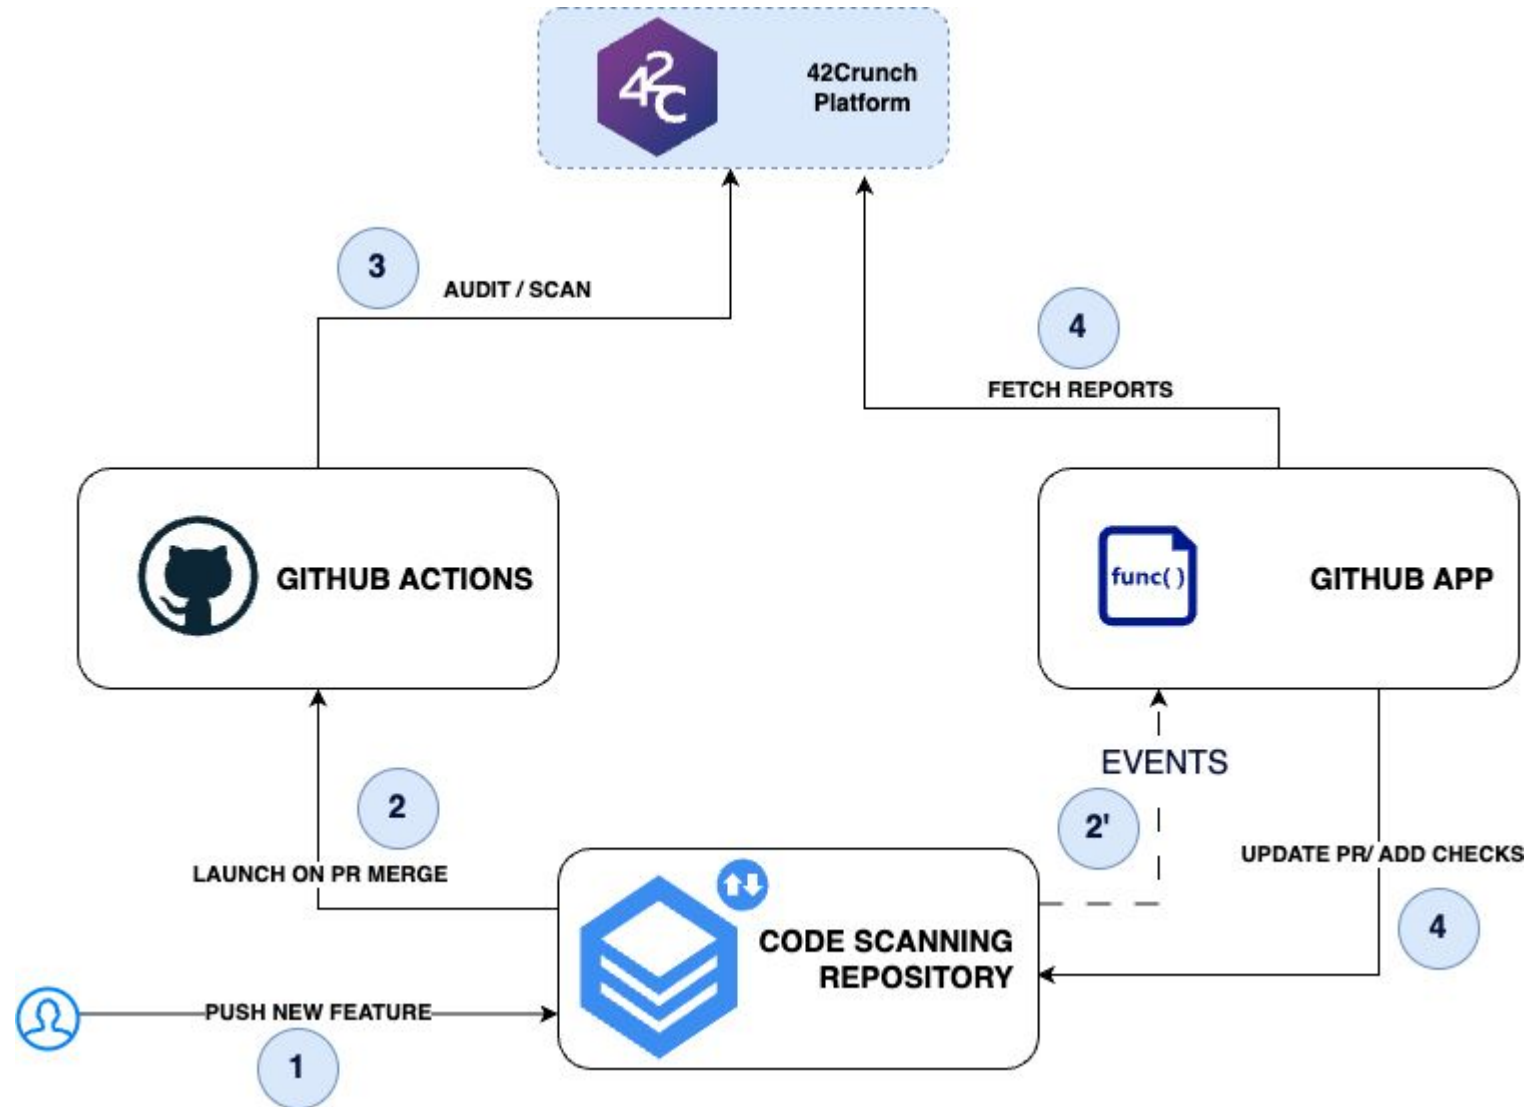 42C
42Crunch
Platform
3
AUDIT / SCAN
4
FETCH REPORTS
GITHUB ACTIONS
func( )
GITHUB APP
EVENTS
2
2'
LAUNCH ON PR MERGE
UPDATE PR/ ADD CHECKS
4
CODE SCANNING
REPOSITORY
PUSH NEW FEATURE
1